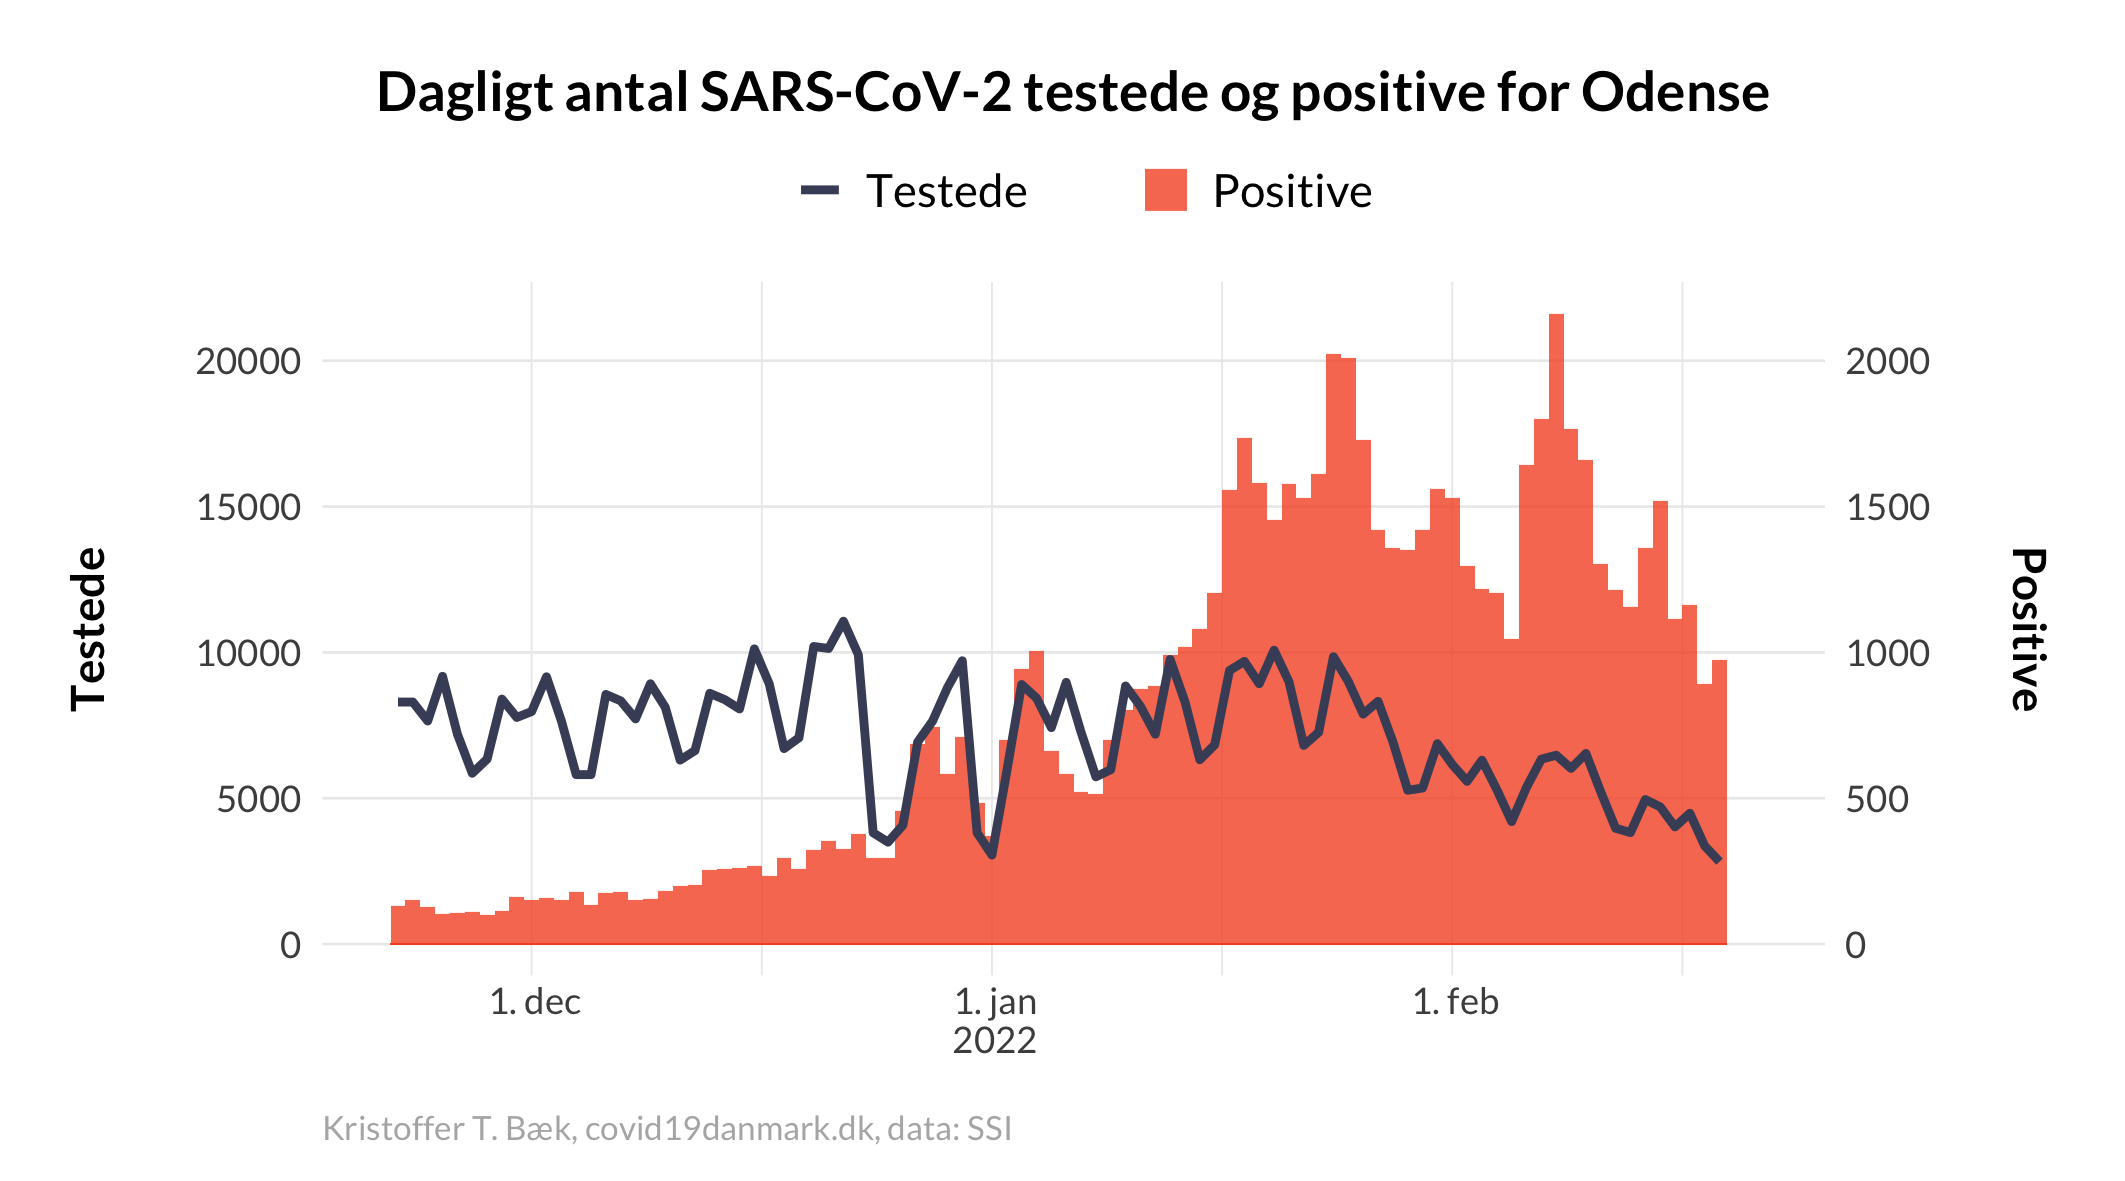 Dagligt antal SARS-CoV-2 testede og positive for Odense
Testede Positive
20000 2000
15000 1500
10000 1000
5000 500
0 0
Testede
Positive
1. dec 1. jan 1. feb
2022
Kristoffer T. Bæk, covid19danmark.dk, data: SSI